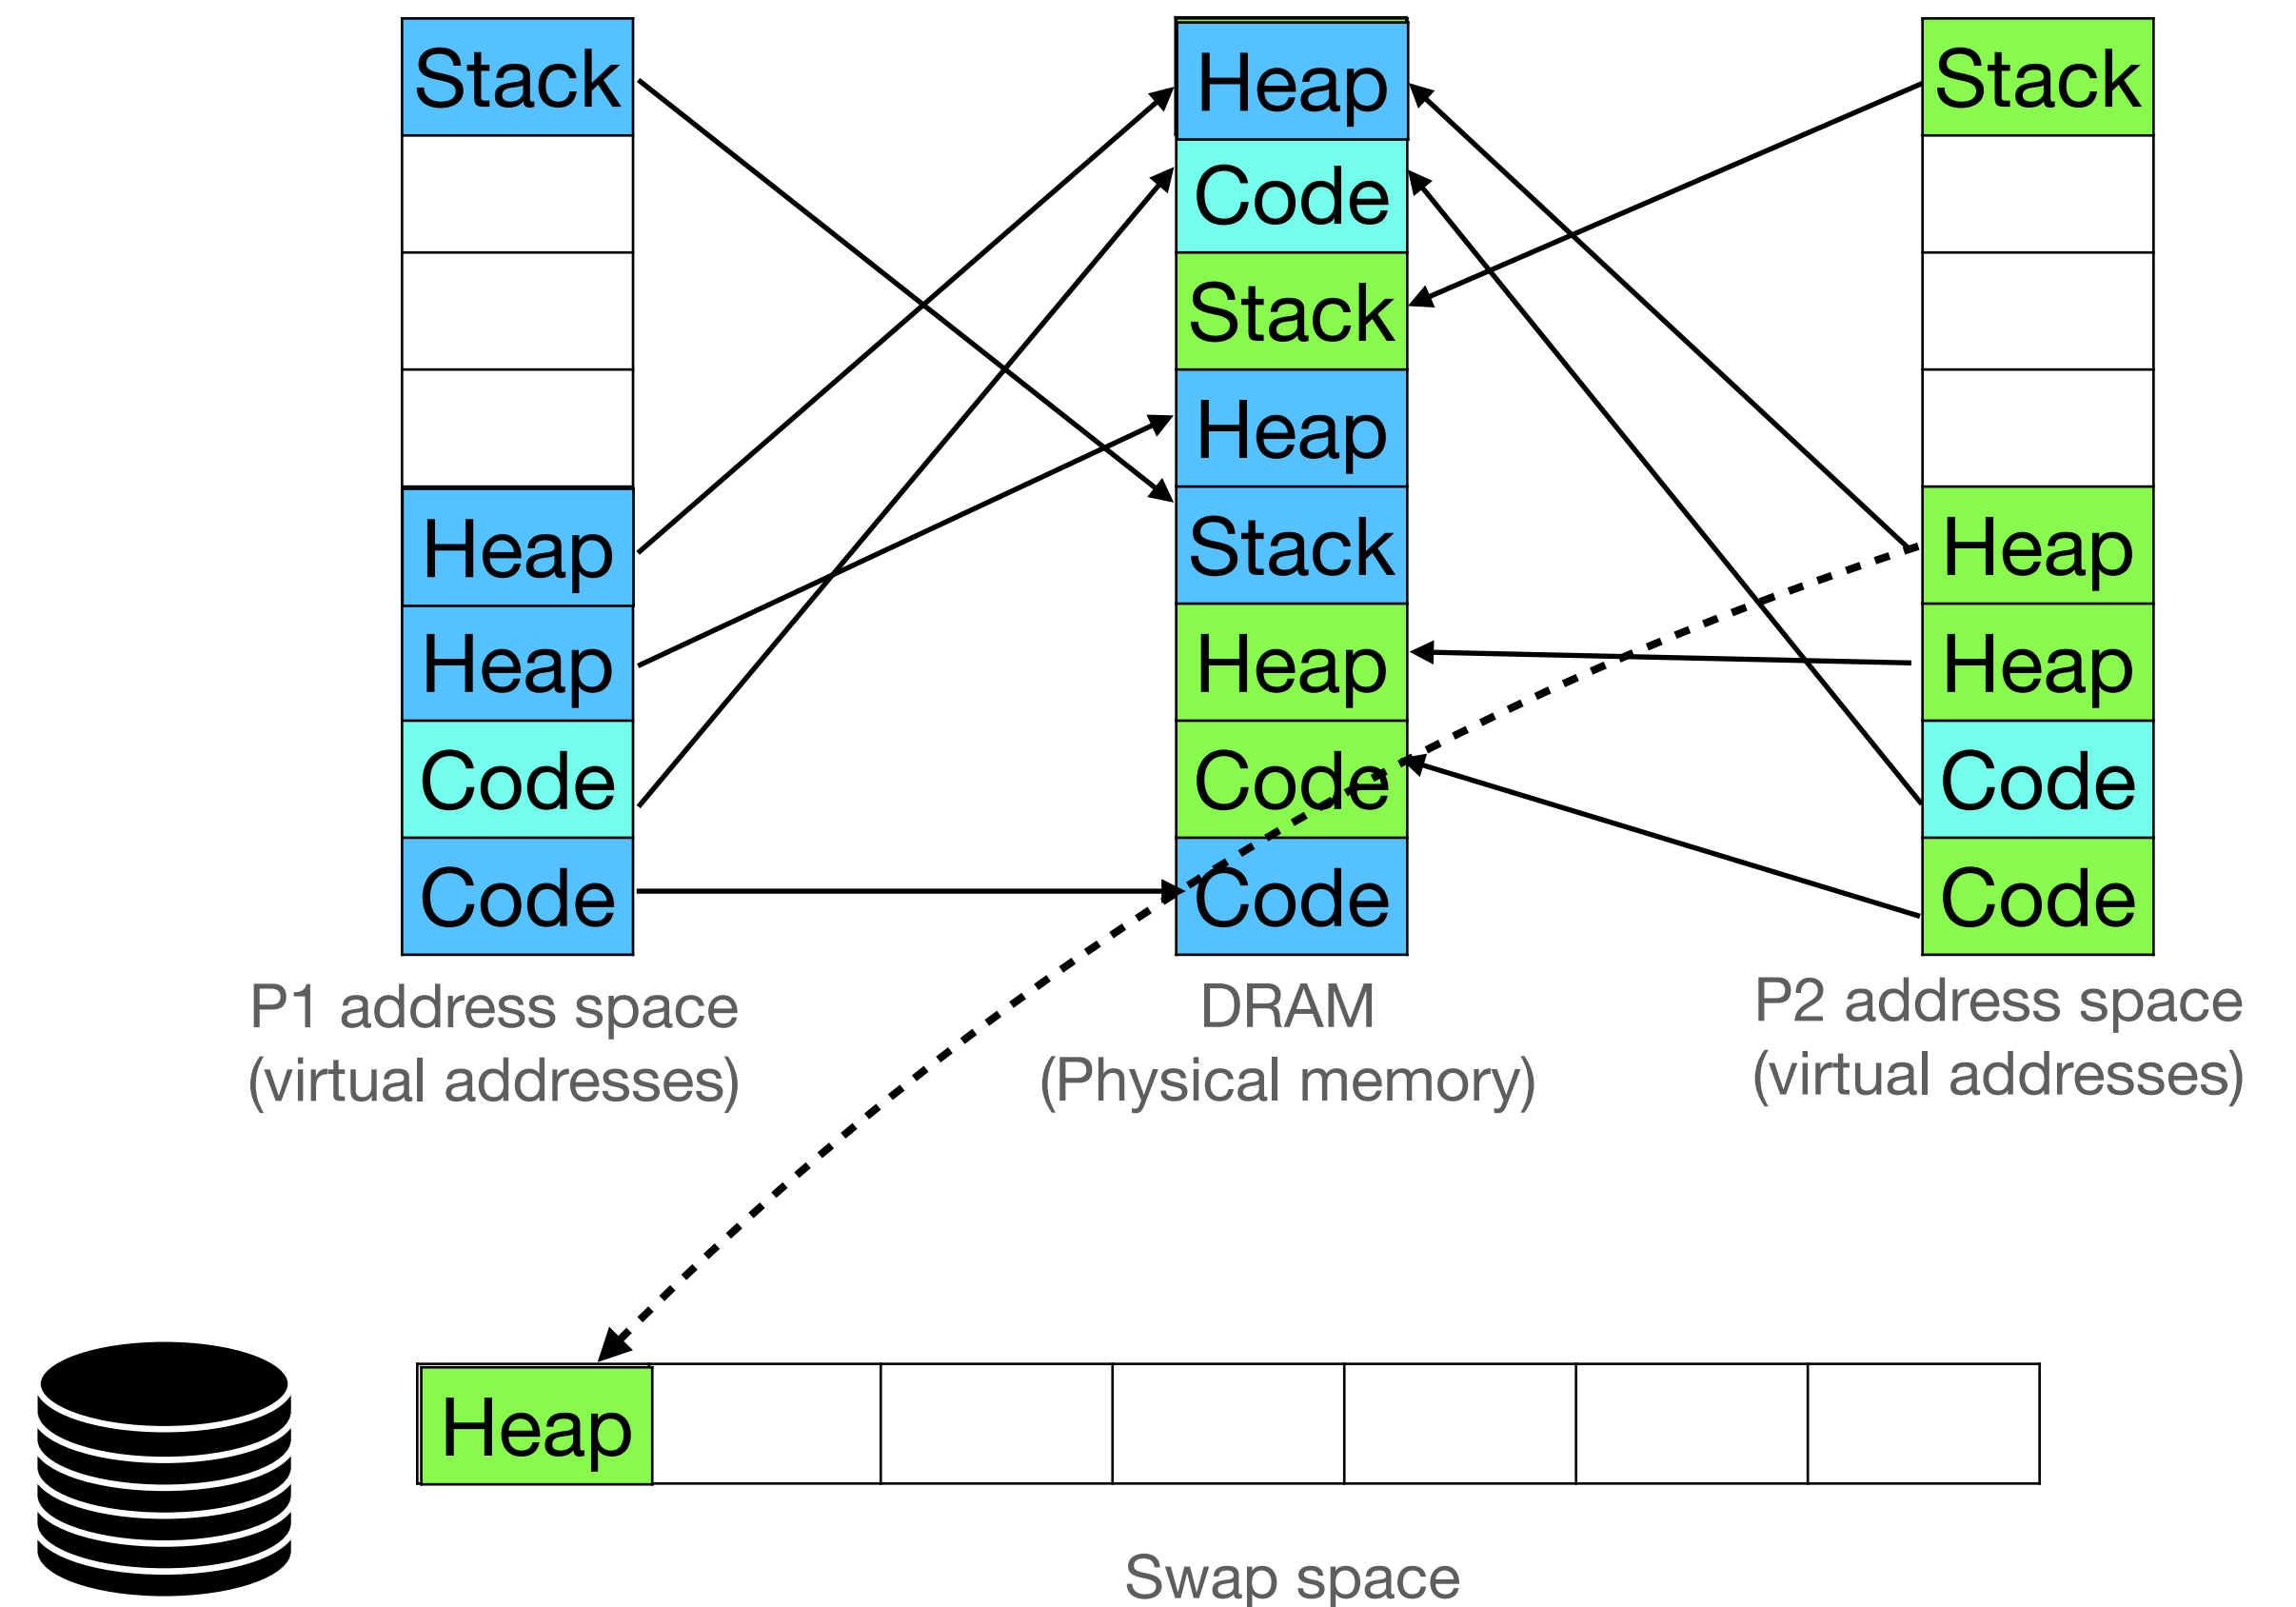 Stack
Heap
Heap
Code
Code
P1 address space
(virtual addresses)
Heap
Code
Stack
Heap
Stack
Heap
Code
Code
DRAM
(Physical memory)
Stack
Heap
Heap
Code
Code
P2 address space
(virtual addresses)
Heap
Swap space